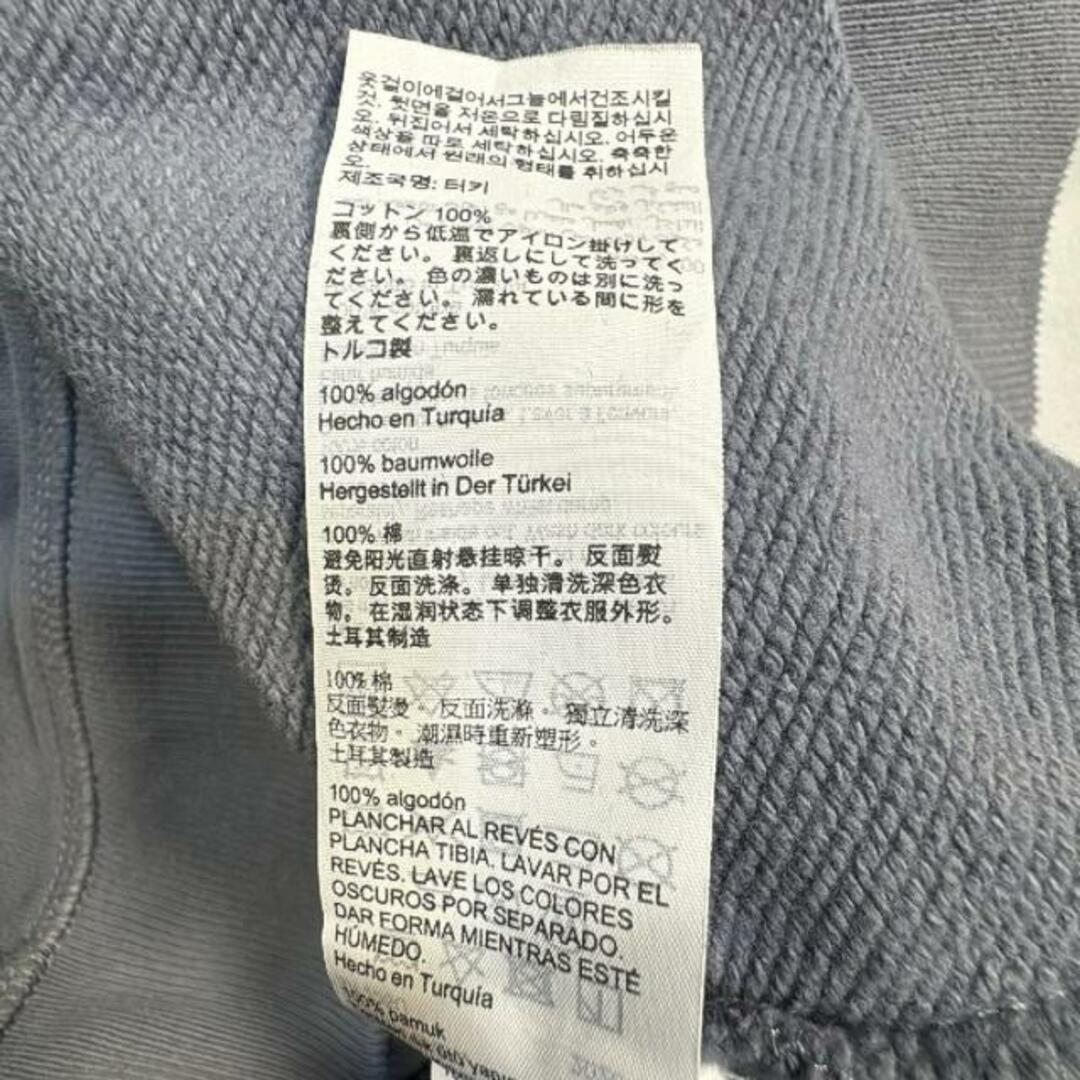 옷걸이에걸어서그늘에서건조시킬
것. 뒷면을 저온으로 다림질하십시
오. 뒤집어서 세탁하십시오. 어두운
색상을 따로 세탁하십시오. 축축한
상태에서 원래의 형태를 취하십시
오.
제조국명: 터키
コットン 100%
裏側から低温でアイロン掛けして
ください。 裏返しにして洗ってく
ださい。 色の濃いものは別に洗っ
てください。 濡れている間に形を
整えてください。
トルコ製
100% algodón
Hecho en Turquía
100% baumwolle
Hergestellt in Der Türkei
100% 棉
避免阳光直射悬挂晾干。 反面熨
烫。反面洗涤。 单独清洗深色衣
物。在湿润状态下调整衣服外形。
土耳其制造
100% 棉
反面熨燙。反面洗滌。獨立清洗深
色衣物。潮濕時重新塑形。
土耳其製造
100% algodón
PLANCHAR AL REVÉS CON
PLANCHA TIBIA. LAVAR POR EL
REVÉS. LAVE LOS COLORES
OSCUROS POR SEPARADO.
DAR FORMA MIENTRAS ESTÉ
HÚMEDO.
Hecho en Turquía
100% pamuk